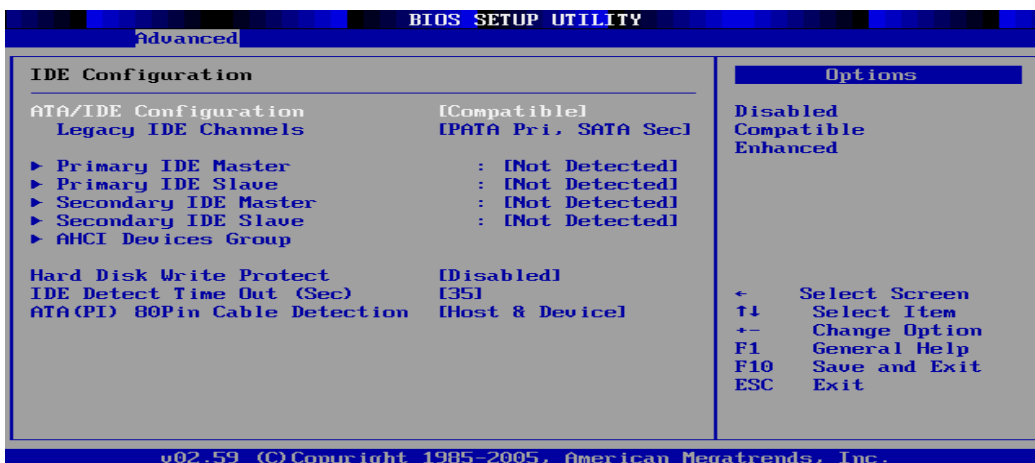 BIOS SETUP UTILITY
Advanced
IDE Configuration
ATA/IDE Configuration [Compatible]
Legacy IDE Channels [PATA Pri, SATA Sec]
► Primary IDE Master : [Not Detected]
► Primary IDE Slave : [Not Detected]
► Secondary IDE Master : [Not Detected]
► Secondary IDE Slave : [Not Detected]
► AHCI Devices Group
Hard Disk Write Protect [Disabled]
IDE Detect Time Out (Sec) [35]
ATA(PI) 80Pin Cable Detection [Host & Device]
Options
Disabled
Compatible
Enhanced
← Select Screen
↑↓ Select Item
+- Change Option
F1 General Help
F10 Save and Exit
ESC Exit
v02.59 (C)Copyright 1985-2005, American Megatrends, Inc.